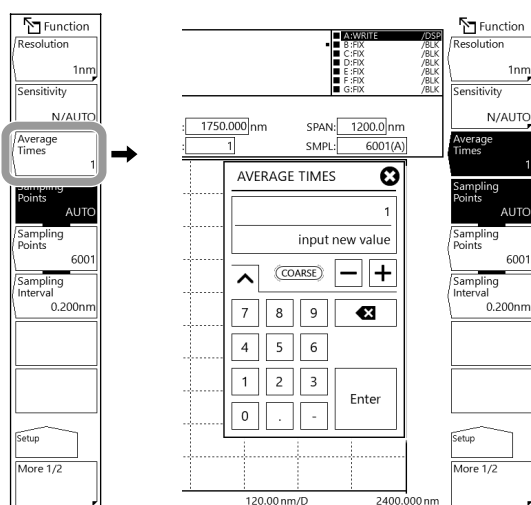 Function
Resolution
1nm
Sensitivity
N/AUTO
Average
Times
1
Sampling
Points
AUTO
Sampling
Points
6001
Sampling
Interval
0.200nm
Setup
More 1/2
A:WRITE /DSP
B:FIX /BLK
C:FIX /BLK
D:FIX /BLK
E:FIX /BLK
F:FIX /BLK
G:FIX /BLK
: 1750.000 nm SPAN: 1200.0 nm
: 1 SMPL: 6001(A)
AVERAGE TIMES
1
input new value
COARSE
7 8 9
4 5 6
1 2 3
Enter
0 . -
120.00 nm/D 2400.000 nm
Function
Resolution
1nm
Sensitivity
N/AUTO
Average
Times
1
Sampling
Points
AUTO
Sampling
Points
6001
Sampling
Interval
0.200nm
Setup
More 1/2